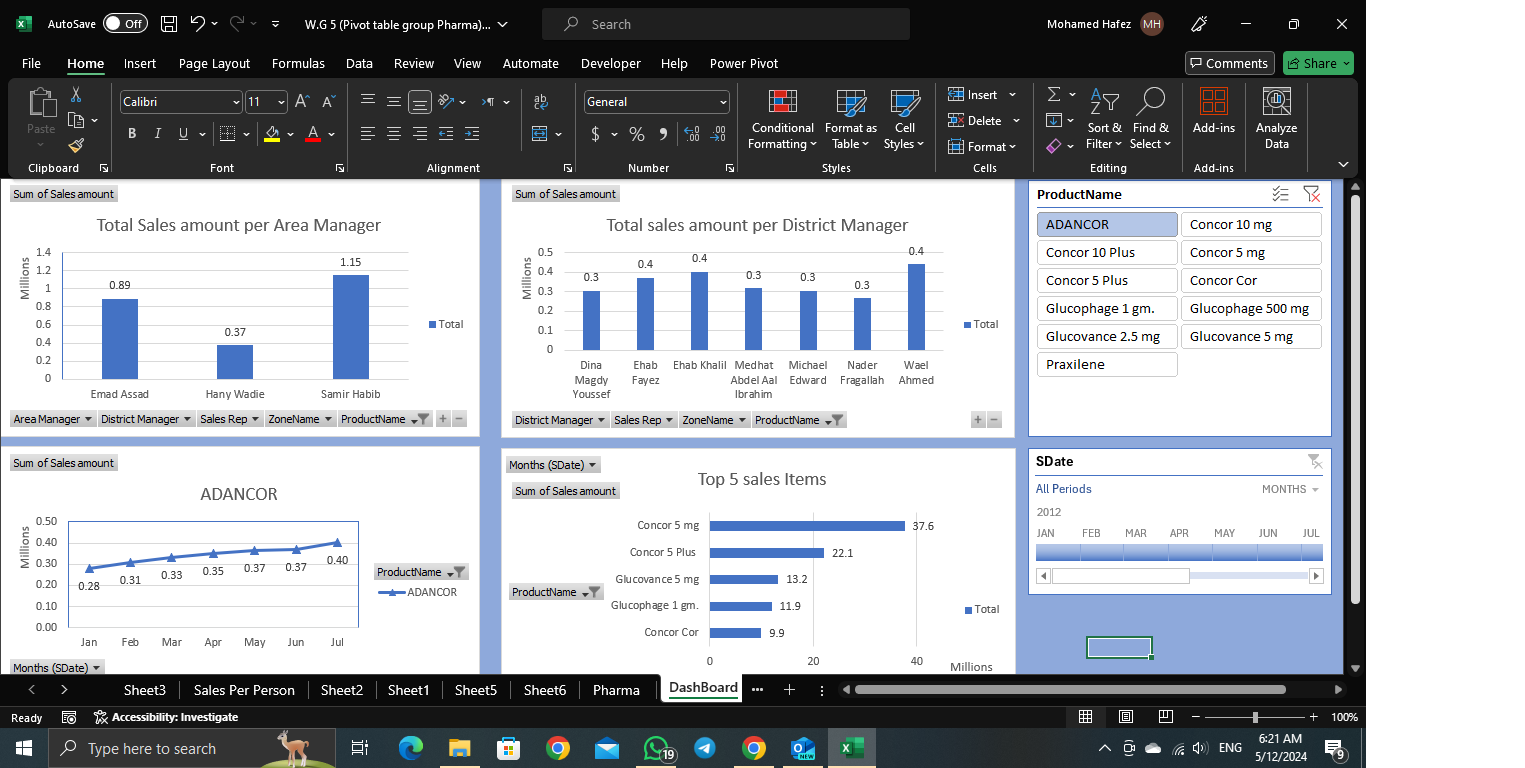 AutoSave Off W.G 5 (Pivot table group Pharma)... Search Mohamed Hafez MH
File Home Insert Page Layout Formulas Data Review View Automate Developer Help Power Pivot Comments Share
Paste Calibri 11 General Conditional Formatting Format as Table Cell Styles Insert Delete Format Sort & Filter Find & Select Add-ins Analyze Data
Clipboard Font Alignment Number Styles Cells Editing Add-ins
Sum of Sales amount
Total Sales amount per Area Manager
Millions
1.4
1.2
1
0.8
0.6
0.4
0.2
0
0.89 0.37 1.15
Total
Emad Assad Hany Wadie Samir Habib
Area Manager District Manager Sales Rep ZoneName ProductName + −
Sum of Sales amount
Total sales amount per District Manager
Millions
0.5
0.4
0.3
0.2
0.1
0
0.3 0.4 0.4 0.3 0.3 0.3 0.4
Total
Dina Magdy Youssef Ehab Fayez Ehab Khalil Medhat Abdel Aal Ibrahim Michael Edward Nader Fragallah Wael Ahmed
District Manager Sales Rep ZoneName ProductName + −
ProductName
ADANCOR Concor 10 mg
Concor 10 Plus Concor 5 mg
Concor 5 Plus Concor Cor
Glucophage 1 gm. Glucophage 500 mg
Glucovance 2.5 mg Glucovance 5 mg
Praxilene
Sum of Sales amount
ADANCOR
Millions
0.50
0.40
0.30
0.20
0.10
0.00
0.28 0.31 0.33 0.35 0.37 0.37 0.40
Jan Feb Mar Apr May Jun Jul
ProductName
ADANCOR
Months (SDate)
Months (SDate)
Top 5 sales Items
Sum of Sales amount
Concor 5 mg 37.6
Concor 5 Plus 22.1
Glucovance 5 mg 13.2
ProductName
Glucophage 1 gm. 11.9
Total
Concor Cor 9.9
0 20 40
Millions
SDate
All Periods MONTHS
2012
JAN FEB MAR APR MAY JUN JUL
Sheet3 Sales Per Person Sheet2 Sheet1 Sheet5 Sheet6 Pharma DashBoard ...
Ready Accessibility: Investigate 100%
Type here to search 19 NEW ENG 6:21 AM
5/12/2024 9